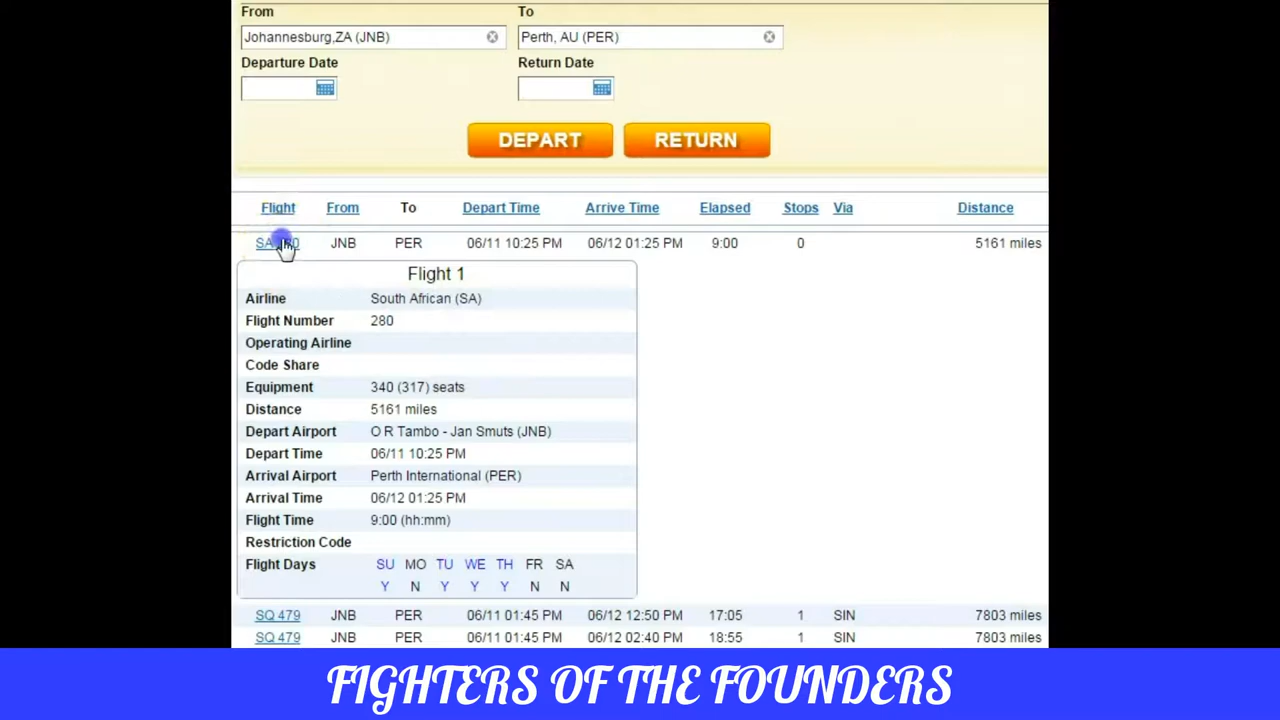 From To
Johannesburg,ZA (JNB) Perth, AU (PER)
Departure Date Return Date
DEPART RETURN
Flight From To Depart Time Arrive Time Elapsed Stops Via Distance
JNB PER 06/11 10:25 PM 06/12 01:25 PM 9:00 0 5161 miles
Flight 1
Airline South African (SA)
Flight Number 280
Operating Airline
Code Share
Equipment 340 (317) seats
Distance 5161 miles
Depart Airport O R Tambo - Jan Smuts (JNB)
Depart Time 06/11 10:25 PM
Arrival Airport Perth International (PER)
Arrival Time 06/12 01:25 PM
Flight Time 9:00 (hh:mm)
Restriction Code
Flight Days SU MO TU WE TH FR SA
Y N Y Y Y N N
SQ 479 JNB PER 06/11 01:45 PM 06/12 12:50 PM 17:05 1 SIN 7803 miles
SQ 479 JNB PER 06/11 01:45 PM 06/12 02:40 PM 18:55 1 SIN 7803 miles
FIGHTERS OF THE FOUNDERS